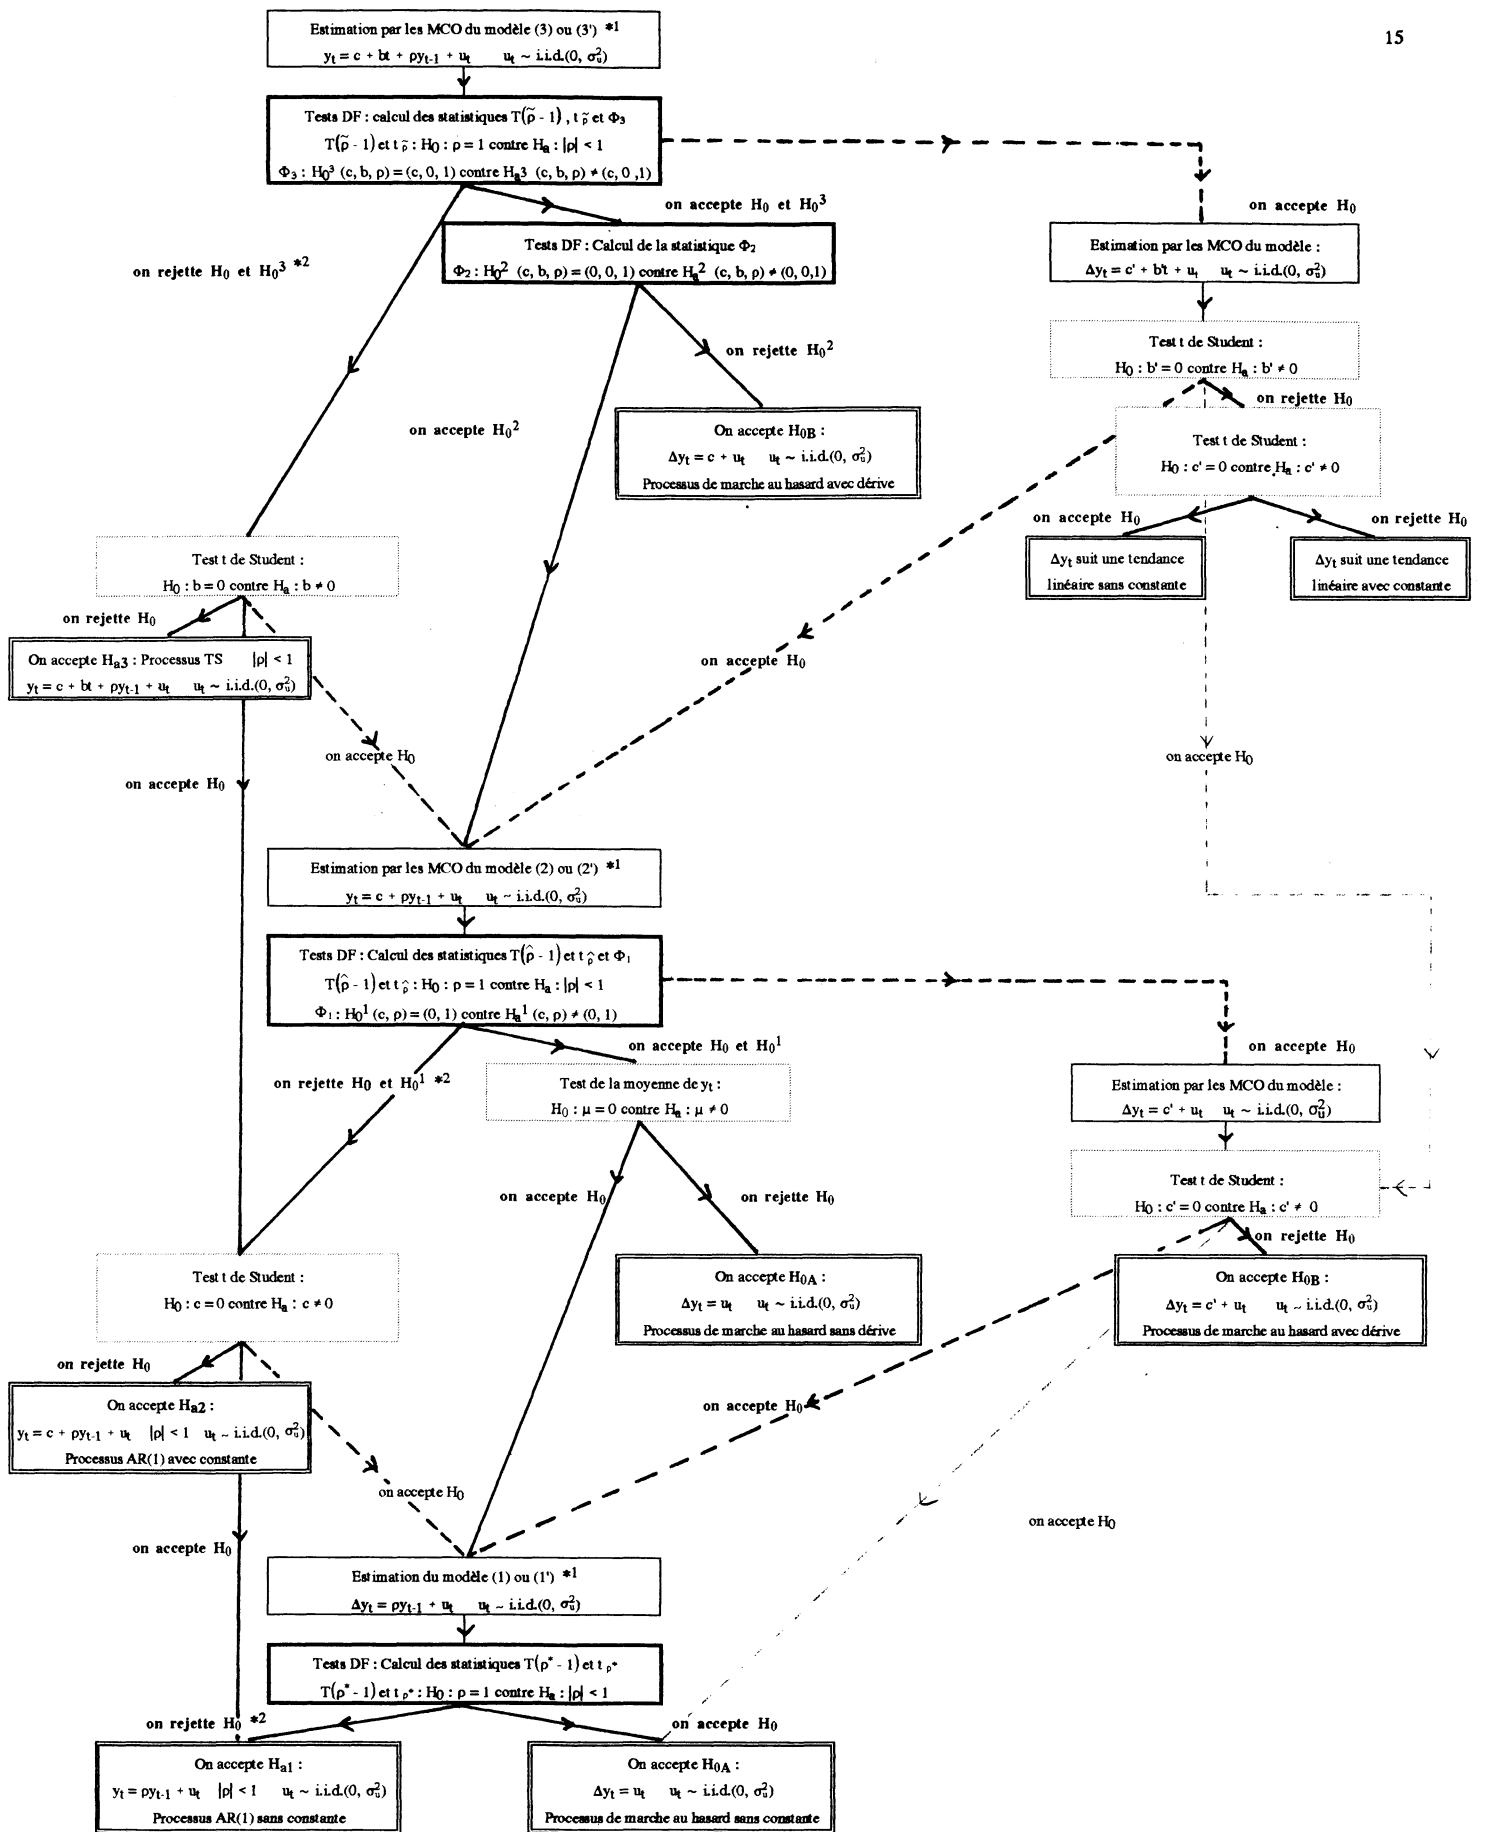 15
Estimation par les MCO du modèle (3) ou (3') *1
yt = c + bt + ρyt-1 + ut ut ~ i.i.d.(0, σ²u)
Tests DF : calcul des statistiques T(ρ̃ - 1) , t ρ̃ et Φ3
T(ρ̃ - 1) et t ρ̃ : H0 : ρ = 1 contre Ha : |ρ| < 1
Φ3 : H0³ (c, b, ρ) = (c, 0, 1) contre Ha³ (c, b, ρ) ≠ (c, 0 ,1)
on accepte H0 et H0³
on accepte H0
on rejette H0 et H0³ *2
Tests DF : Calcul de la statistique Φ2
Φ2 : H0² (c, b, ρ) = (0, 0, 1) contre Ha² (c, b, ρ) ≠ (0, 0,1)
Estimation par les MCO du modèle :
Δyt = c' + b't + ut ut ~ i.i.d.(0, σ²u)
Test t de Student :
H0 : b' = 0 contre Ha : b' ≠ 0
on rejette H0²
on rejette H0
on accepte H0²
On accepte H0B :
Δyt = c + ut ut ~ i.i.d.(0, σ²u)
Processus de marche au hasard avec dérive
Test t de Student :
H0 : c' = 0 contre Ha : c' ≠ 0
on accepte H0
on rejette H0
Δyt suit une tendance
linéaire sans constante
Δyt suit une tendance
linéaire avec constante
Test t de Student :
H0 : b = 0 contre Ha : b ≠ 0
on rejette H0
On accepte Ha3 : Processus TS |ρ| < 1
yt = c + bt + ρyt-1 + ut ut ~ i.i.d.(0, σ²u)
on accepte H0
on accepte H0
on accepte H0
on accepte H0
Estimation par les MCO du modèle (2) ou (2') *1
yt = c + ρyt-1 + ut ut ~ i.i.d.(0, σ²u)
Tests DF : Calcul des statistiques T(ρ̂ - 1) et t ρ̂ et Φ1
T(ρ̂ - 1) et t ρ̂ : H0 : ρ = 1 contre Ha : |ρ| < 1
Φ1 : H0¹ (c, ρ) = (0, 1) contre Ha¹ (c, ρ) ≠ (0, 1)
on accepte H0 et H0¹
on accepte H0
on rejette H0 et H0¹ *2
Test de la moyenne de yt :
H0 : μ = 0 contre Ha : μ ≠ 0
Estimation par les MCO du modèle :
Δyt = c' + ut ut ~ i.i.d.(0, σ²u)
Test t de Student :
H0 : c' = 0 contre Ha : c' ≠ 0
on accepte H0
on rejette H0
on rejette H0
Test t de Student :
H0 : c = 0 contre Ha : c ≠ 0
On accepte H0A :
Δyt = ut ut ~ i.i.d.(0, σ²u)
Processus de marche au hasard sans dérive
On accepte H0B :
Δyt = c' + ut ut ~ i.i.d.(0, σ²u)
Processus de marche au hasard avec dérive
on rejette H0
On accepte Ha2 :
yt = c + ρyt-1 + ut |ρ| < 1 ut ~ i.i.d.(0, σ²u)
Processus AR(1) avec constante
on accepte H0
on accepte H0
on accepte H0
on accepte H0
Estimation du modèle (1) ou (1') *1
Δyt = ρyt-1 + ut ut ~ i.i.d.(0, σ²u)
Tests DF : Calcul des statistiques T(ρ* - 1) et t ρ*
T(ρ* - 1) et t ρ* : H0 : ρ = 1 contre Ha : |ρ| < 1
on rejette H0 *2
on accepte H0
On accepte Ha1 :
yt = ρyt-1 + ut |ρ| < 1 ut ~ i.i.d.(0, σ²u)
Processus AR(1) sans constante
On accepte H0A :
Δyt = ut ut ~ i.i.d.(0, σ²u)
Processus de marche au hasard sans constante